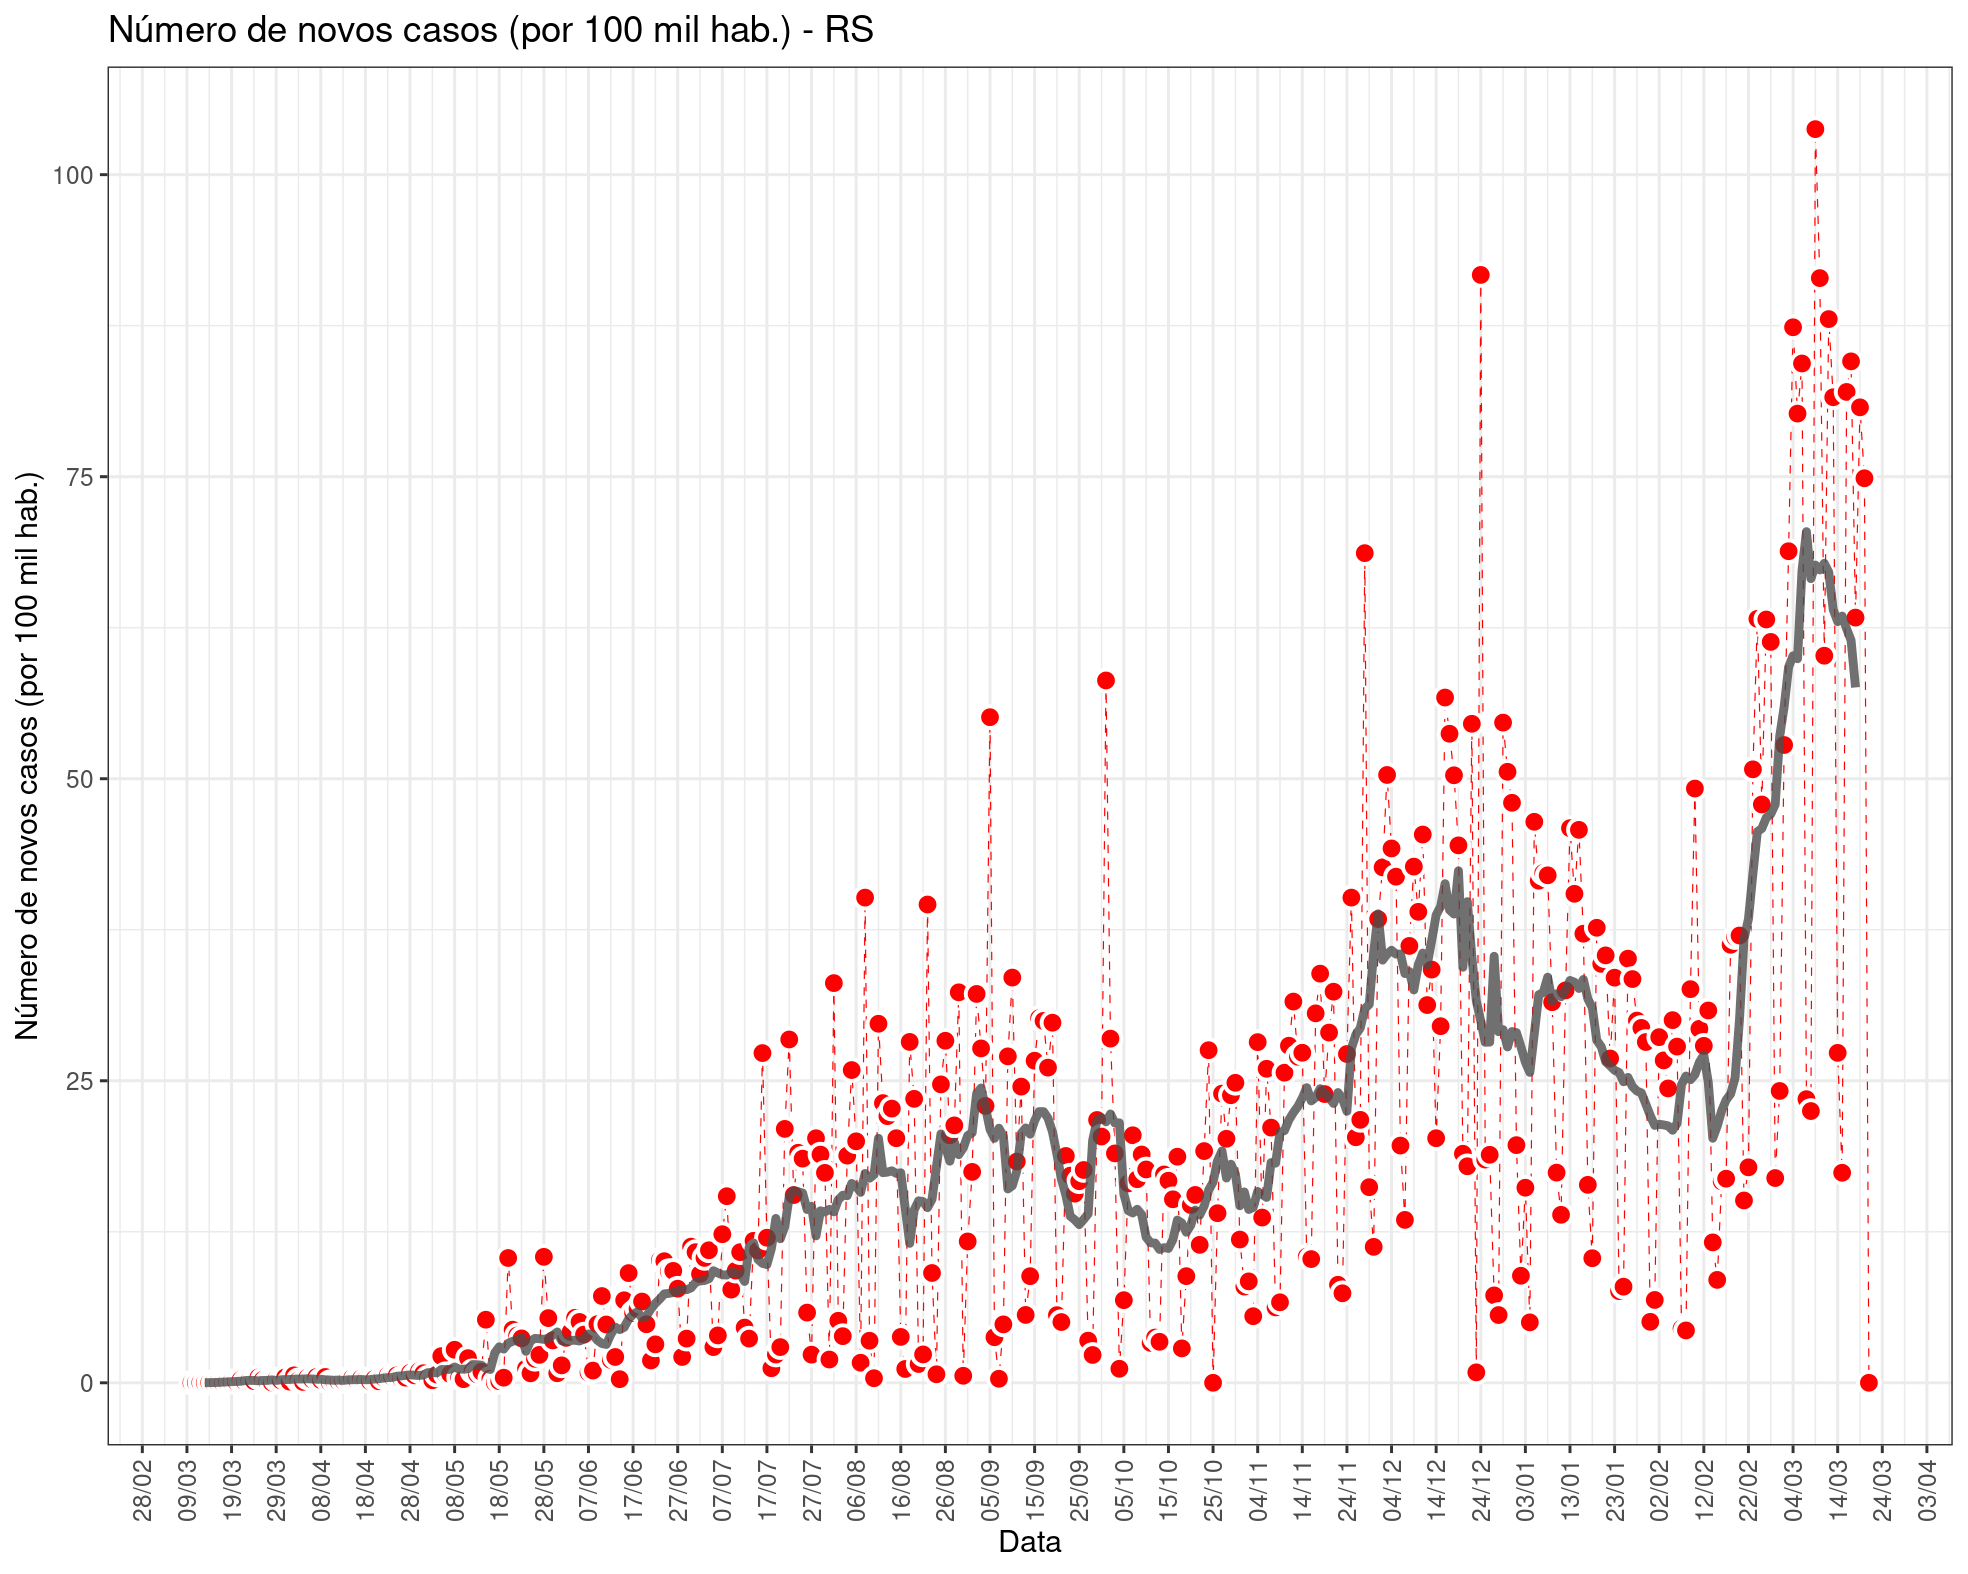 Número de novos casos (por 100 mil hab.) - RS
Número de novos casos (por 100 mil hab.)
100
75
50
25
0
28/02 09/03 19/03 29/03 08/04 18/04 28/04 08/05 18/05 28/05 07/06 17/06 27/06 07/07 17/07 27/07 06/08 16/08 26/08 05/09 15/09 25/09 05/10 15/10 25/10 04/11 14/11 24/11 04/12 14/12 24/12 03/01 13/01 23/01 02/02 12/02 22/02 04/03 14/03 24/03 03/04
Data